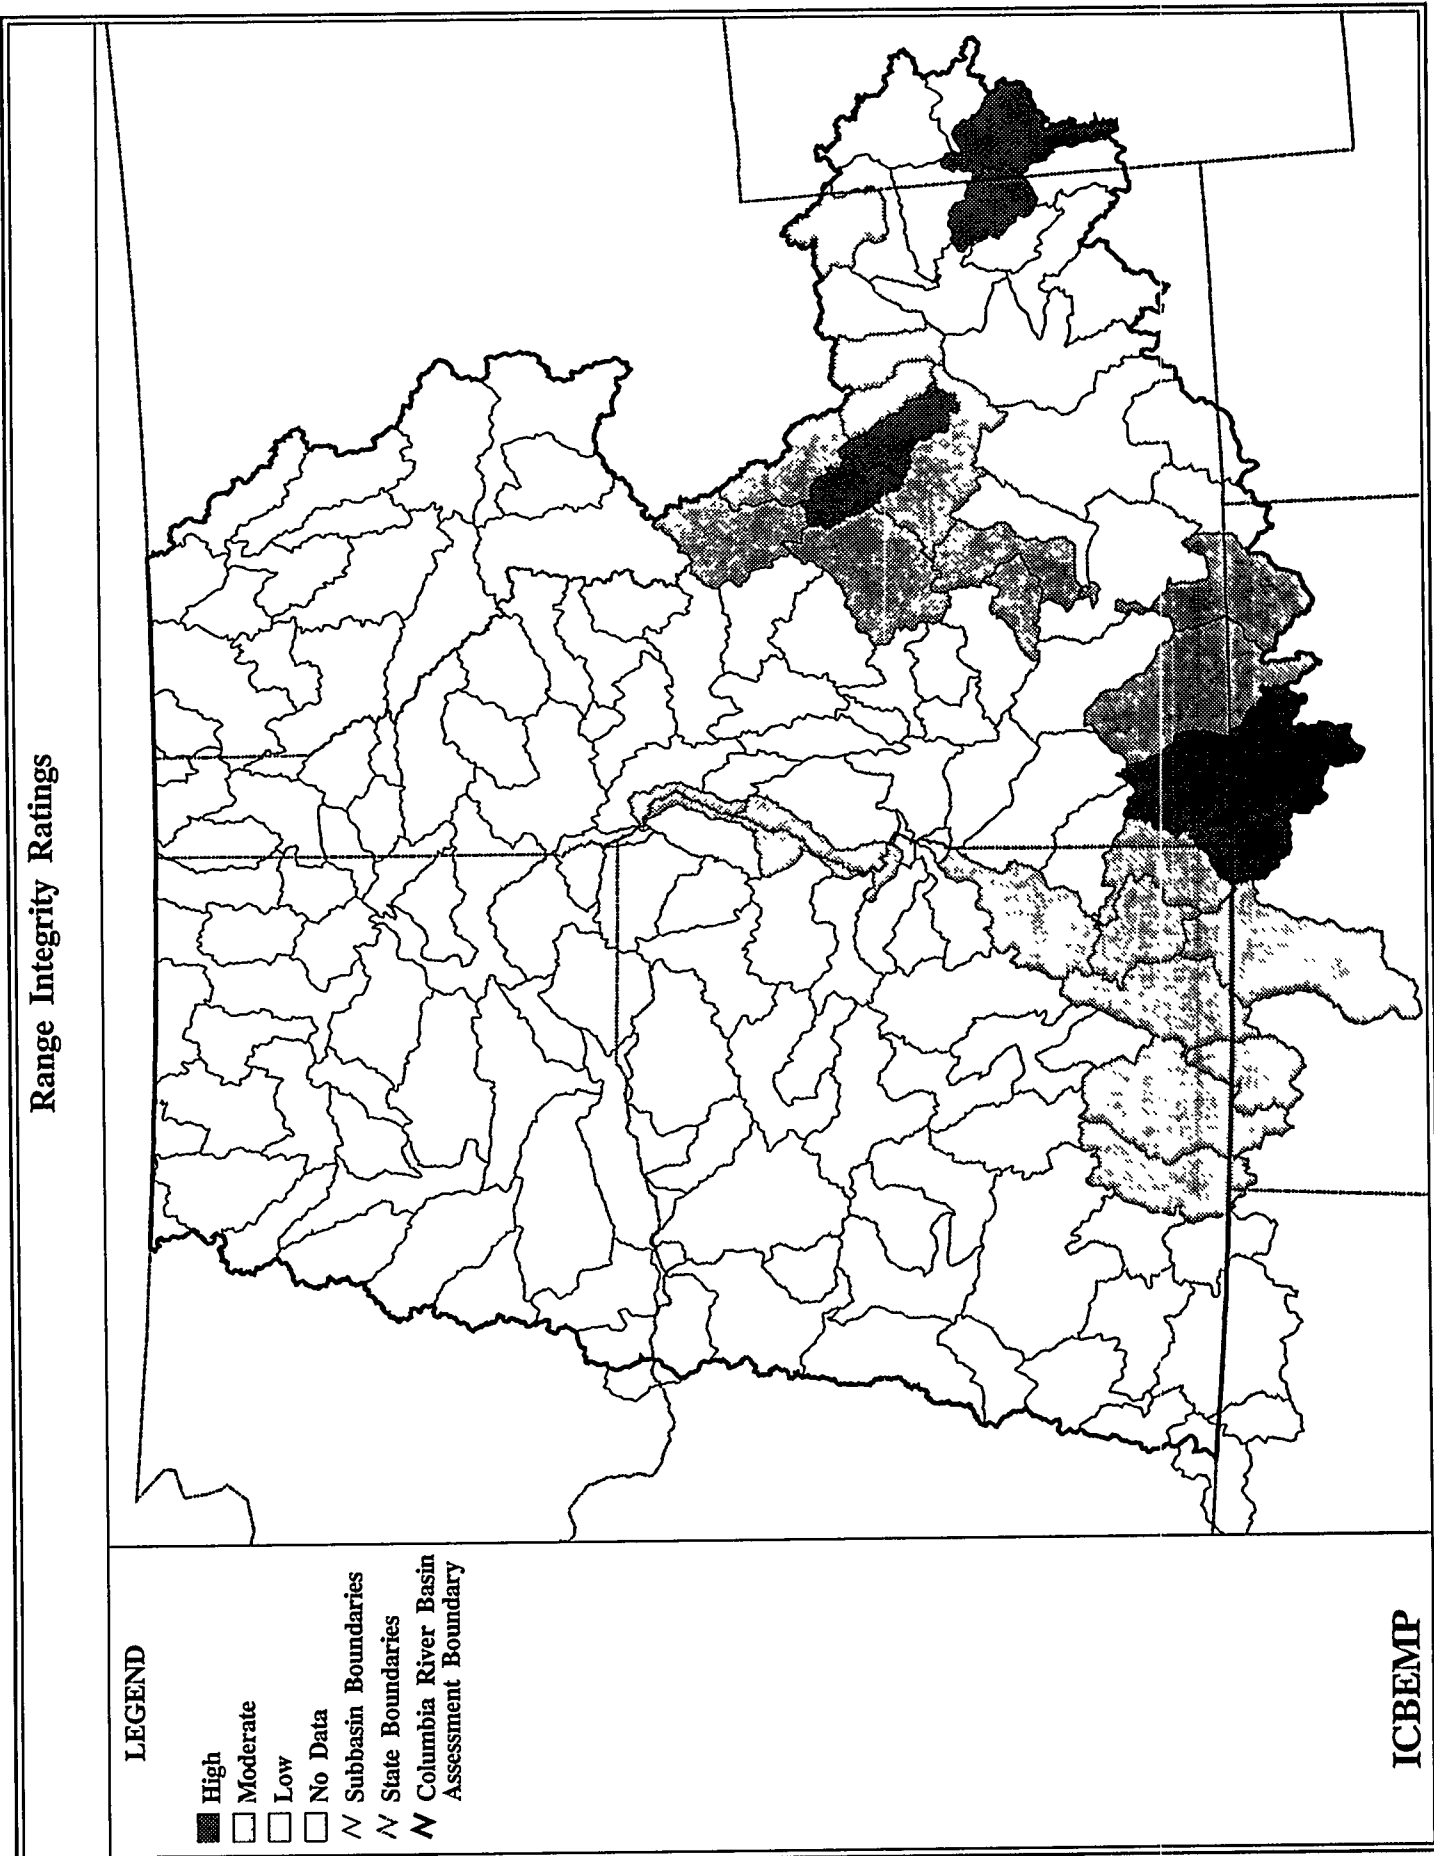 Range Integrity Ratings
LEGEND
High
Moderate
Low
No Data
Subbasin Boundaries
State Boundaries
Columbia River Basin
Assessment Boundary
ICBEMP